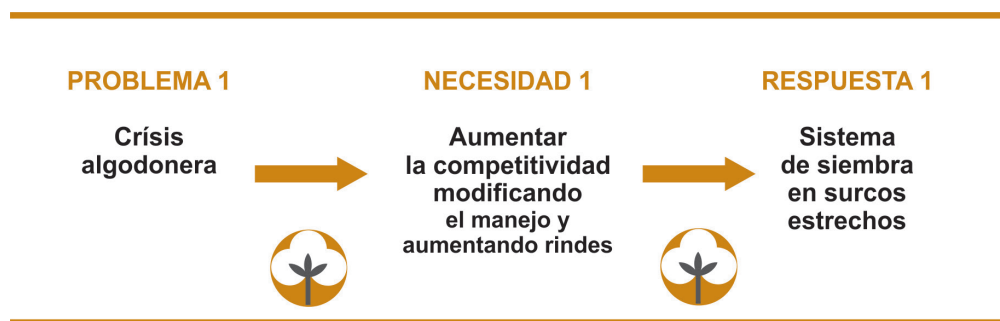 PROBLEMA 1
Crísis
algodonera
NECESIDAD 1
Aumentar
la competitividad
modificando
el manejo y
aumentando rindes
RESPUESTA 1
Sistema
de siembra
en surcos
estrechos